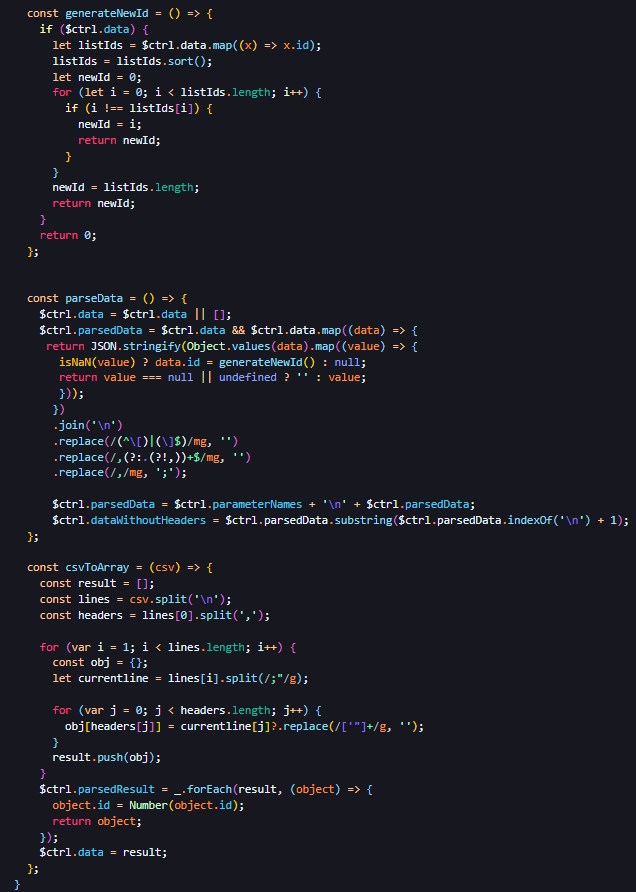 const generateNewId = () => {
if ($ctrl.data) {
let listIds = $ctrl.data.map((x) => x.id);
listIds = listIds.sort();
let newId = 0;
for (let i = 0; i < listIds.length; i++) {
if (i !== listIds[i]) {
newId = i;
return newId;
}
}
newId = listIds.length;
return newId;
}
return 0;
};
const parseData = () => {
$ctrl.data = $ctrl.data || [];
$ctrl.parsedData = $ctrl.data && $ctrl.data.map((data) => {
return JSON.stringify(Object.values(data).map((value) => {
isNaN(value) ? data.id = generateNewId() : null;
return value === null || undefined ? '' : value;
}));
})
.join('\n')
.replace(/(^\[)|(\]$)/mg, '')
.replace(/,(?:.(?!,))+$/mg, '')
.replace(/,/mg, ';');
$ctrl.parsedData = $ctrl.parameterNames + '\n' + $ctrl.parsedData;
$ctrl.dataWithoutHeaders = $ctrl.parsedData.substring($ctrl.parsedData.indexOf('\n') + 1);
};
const csvToArray = (csv) => {
const result = [];
const lines = csv.split('\n');
const headers = lines[0].split(',');
for (var i = 1; i < lines.length; i++) {
const obj = {};
let currentline = lines[i].split(/;"/g);
for (var j = 0; j < headers.length; j++) {
obj[headers[j]] = currentline[j]?.replace(/['"]+/g, '');
}
result.push(obj);
}
$ctrl.parsedResult = _.forEach(result, (object) => {
object.id = Number(object.id);
return object;
});
$ctrl.data = result;
};
}